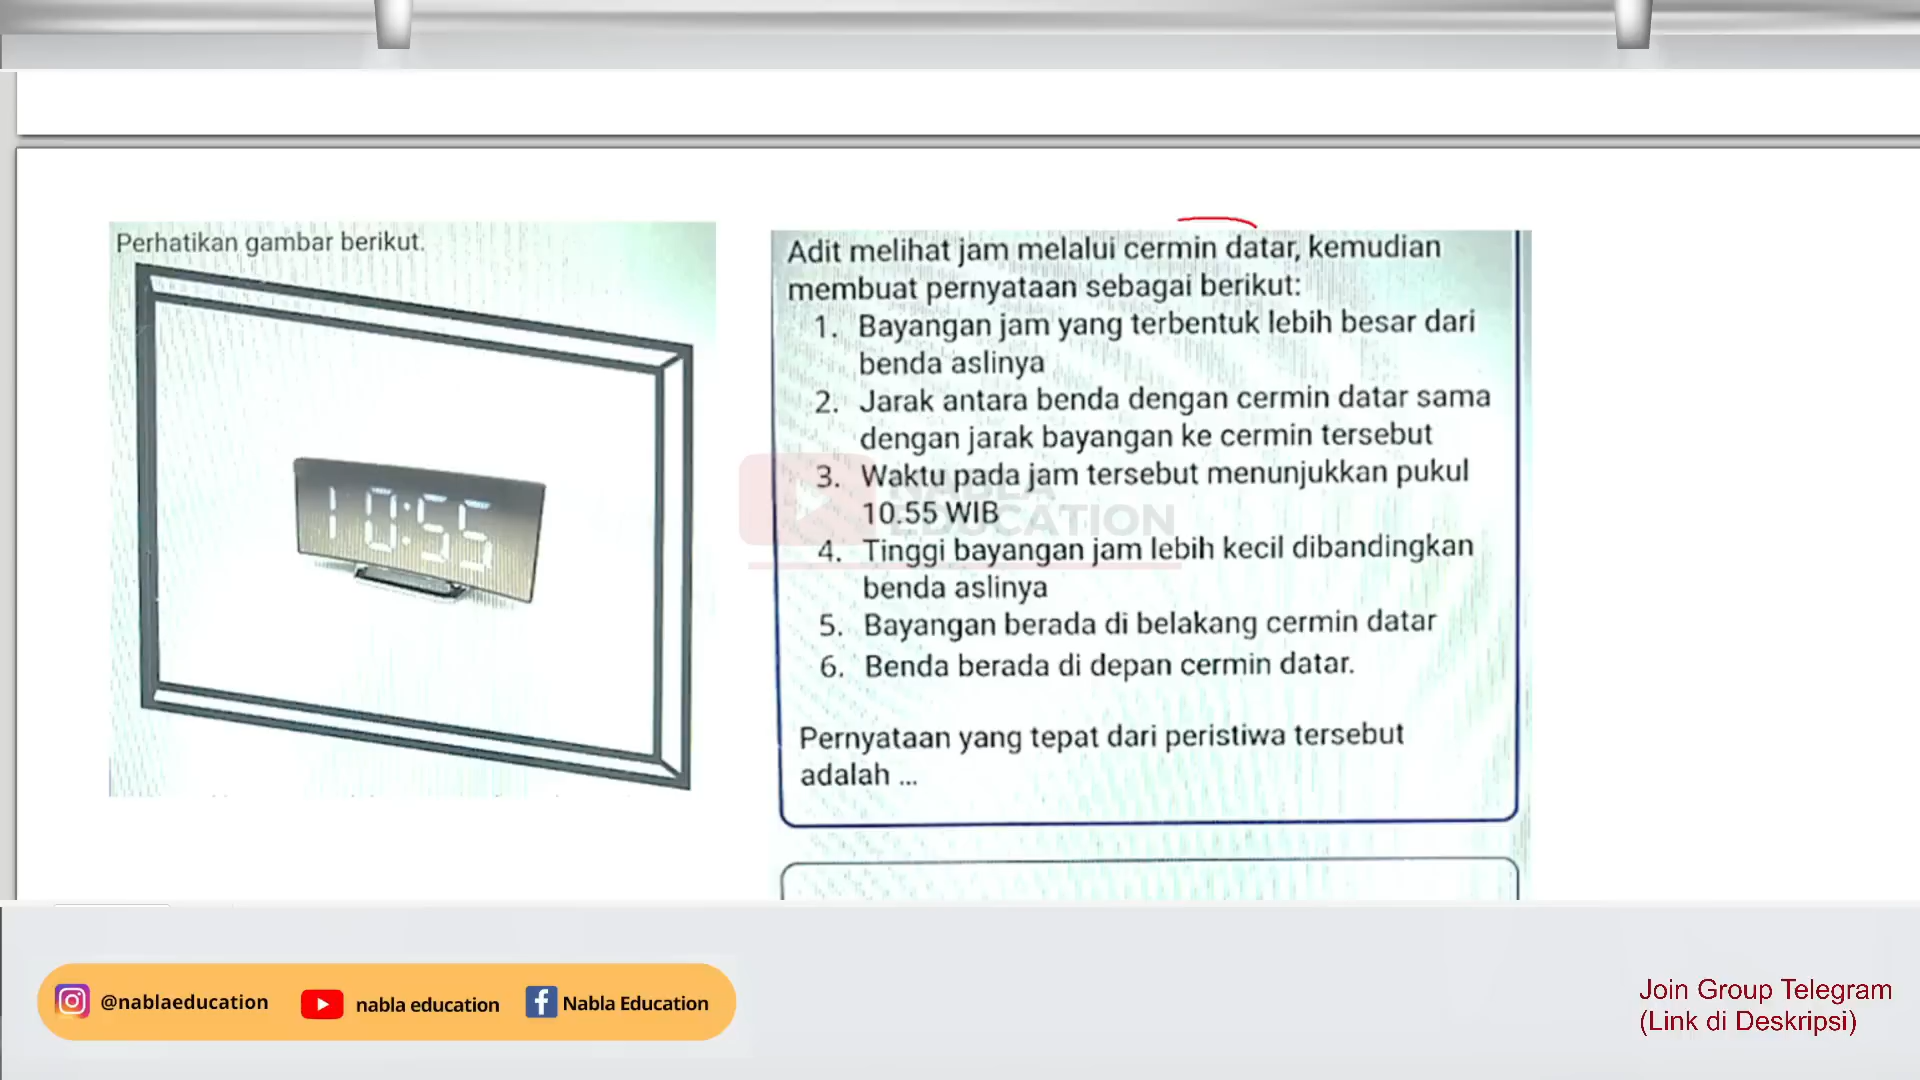 Perhatikan gambar berikut.
10:55
Adit melihat jam melalui cermin datar, kemudian
membuat pernyataan sebagai berikut:
1. Bayangan jam yang terbentuk lebih besar dari
benda aslinya
2. Jarak antara benda dengan cermin datar sama
dengan jarak bayangan ke cermin tersebut
3. Waktu pada jam tersebut menunjukkan pukul
10.55 WIB
4. Tinggi bayangan jam lebih kecil dibandingkan
benda aslinya
5. Bayangan berada di belakang cermin datar
6. Benda berada di depan cermin datar.
Pernyataan yang tepat dari peristiwa tersebut
adalah ...
NABLA
EDUCATION
@nablaeducation
nabla education
Nabla Education
Join Group Telegram
(Link di Deskripsi)